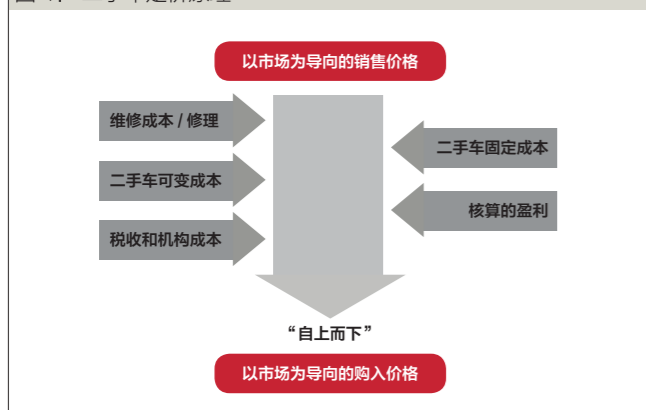 以市场为导向的销售价格
维修成本 / 修理
二手车固定成本
二手车可变成本
核算的盈利
税收和机构成本
“自上而下”
以市场为导向的购入价格